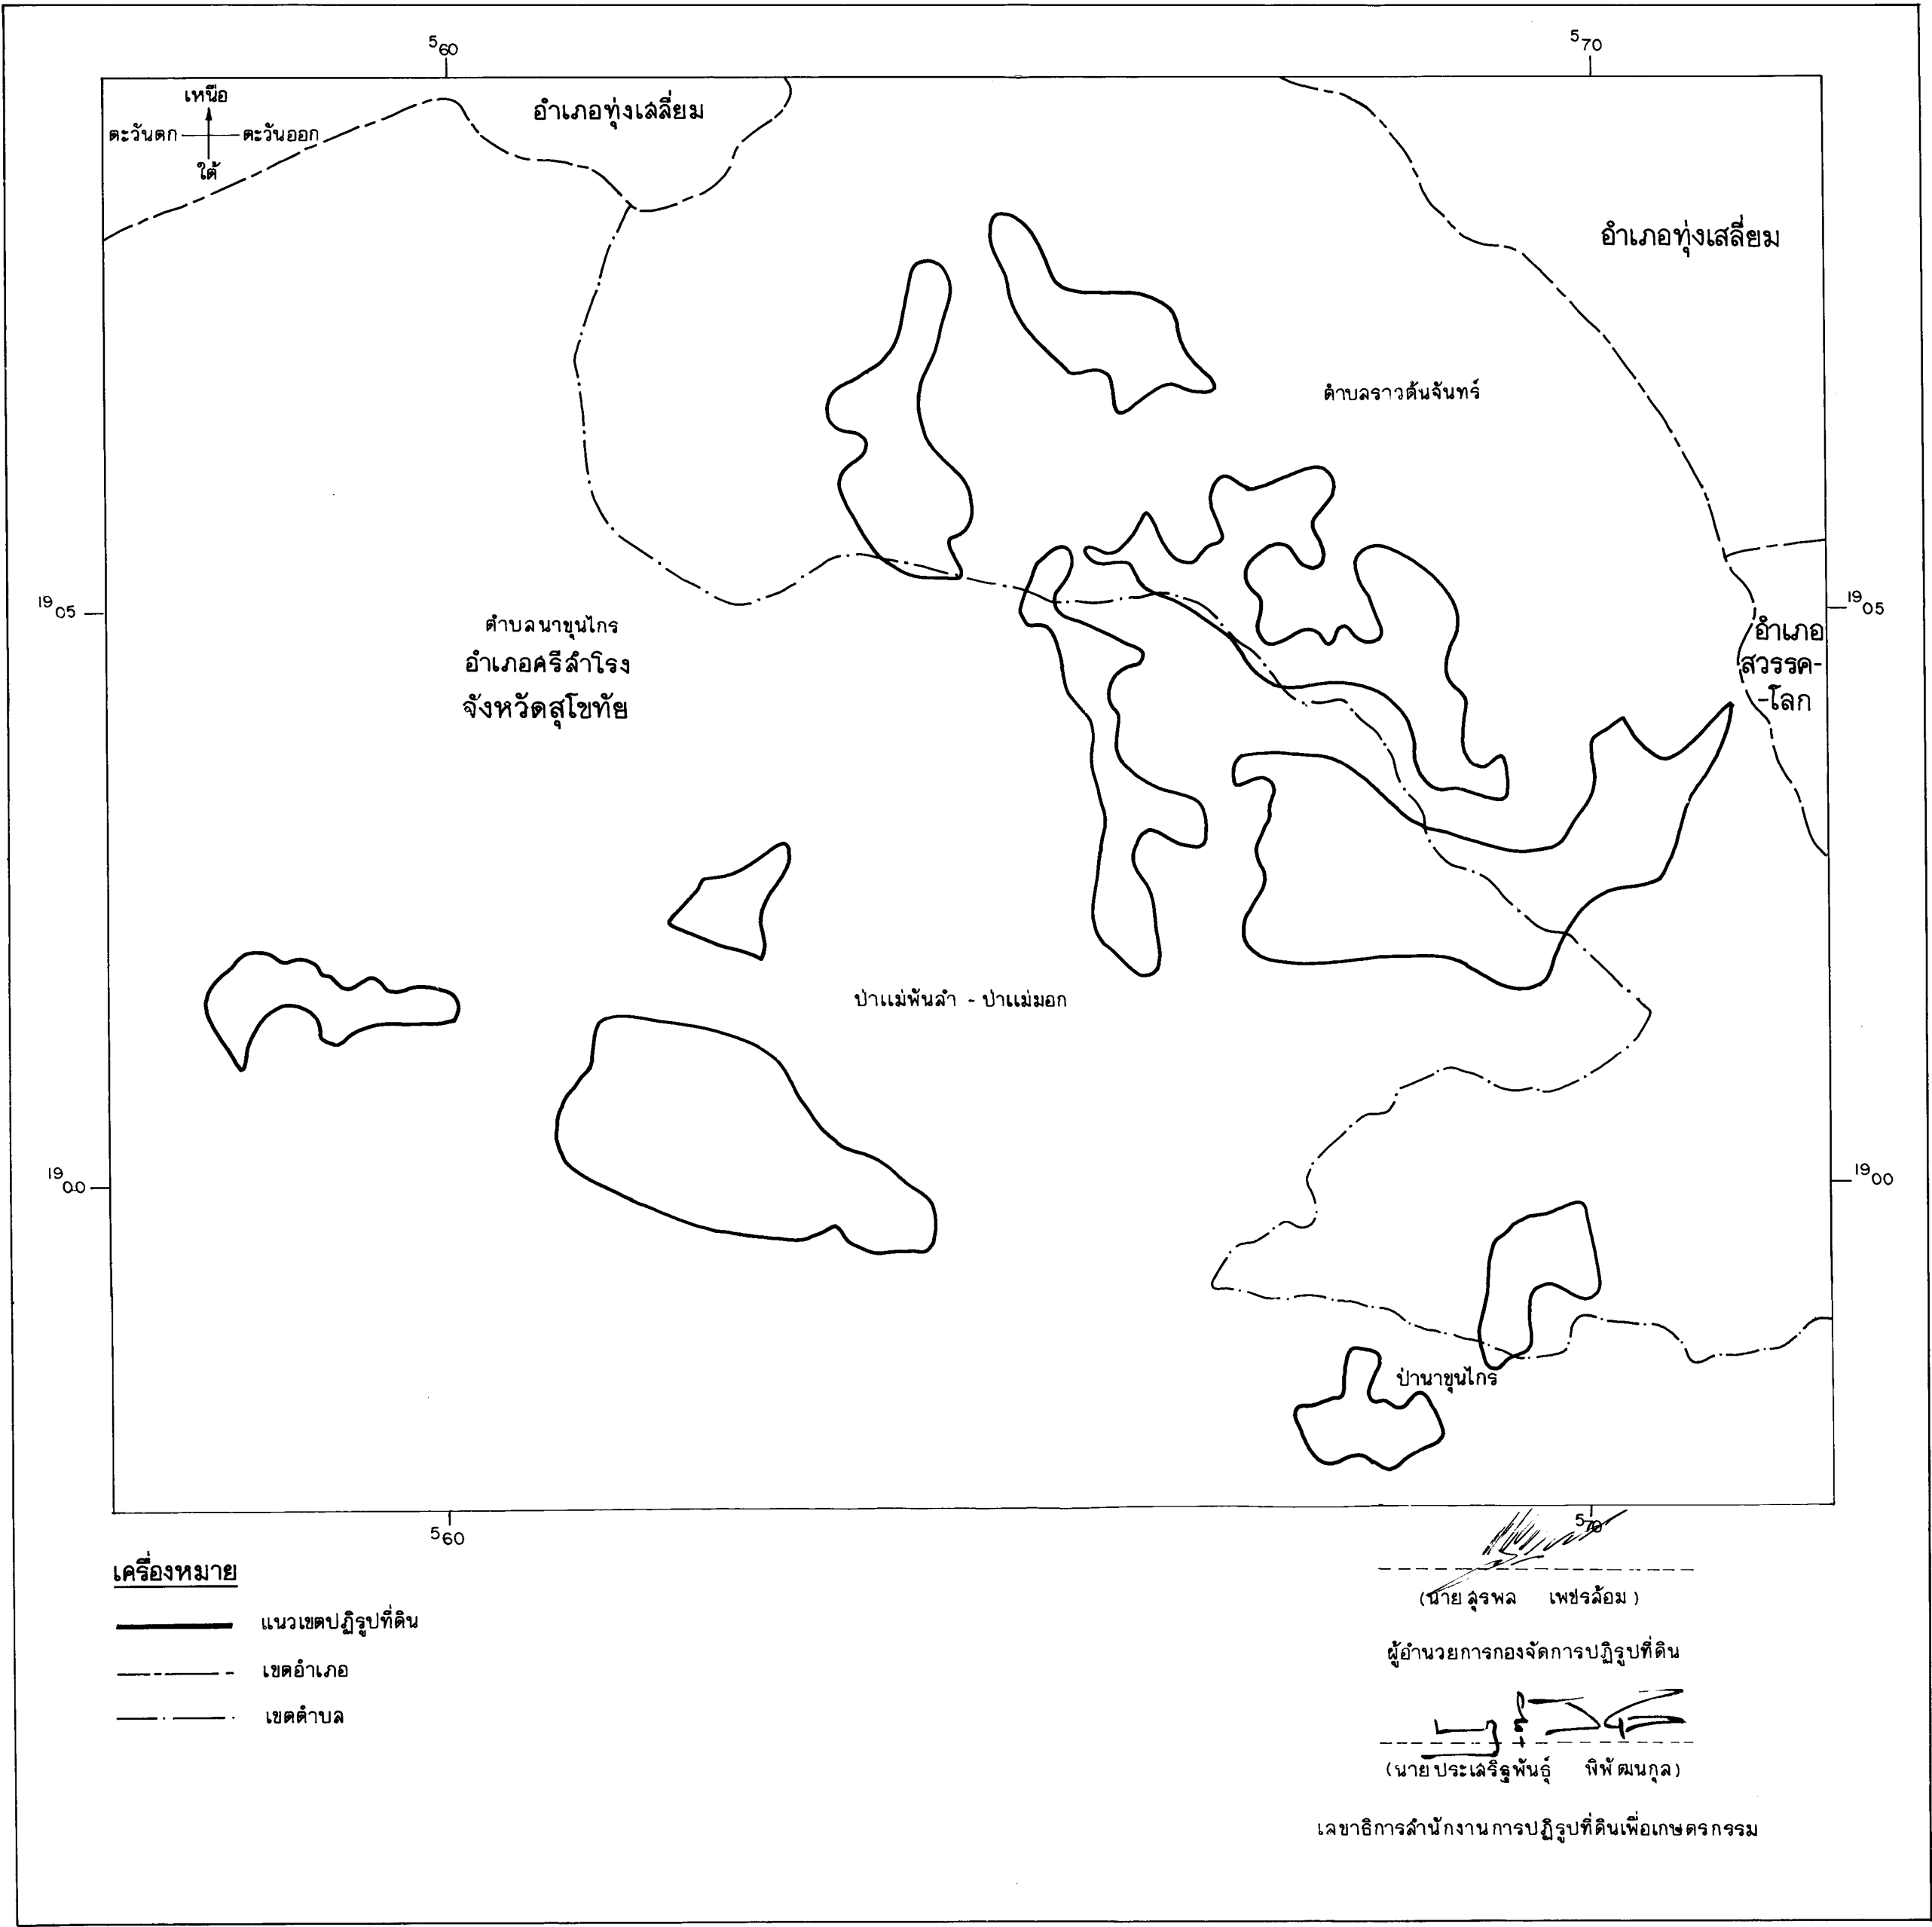 ⁵60
⁵70
เหนือ
ตะวันตก
ตะวันออก
ใต้
อำเภอทุ่งเสลี่ยม
อำเภอทุ่งเสลี่ยม
ตำบลราวต้นจันทร์
¹⁹05
¹⁹05
ตำบลนาขุนไกร
อำเภอศรีสำโรง
จังหวัดสุโขทัย
อำเภอ
สวรรค-
-โลก
ป่าแม่พันลำ - ป่าแม่มอก
¹⁹00
¹⁹00
ป่านาขุนไกร
⁵60
⁵70
เครื่องหมาย
แนวเขตปฏิรูปที่ดิน
เขตอำเภอ
เขตตำบล
(นายสุรพล เพชรล้อม)
ผู้อำนวยการกองจัดการปฏิรูปที่ดิน
(นายประเสริฐพันธุ์ พิพัฒนกุล)
เลขาธิการสำนักงานการปฏิรูปที่ดินเพื่อเกษตรกรรม